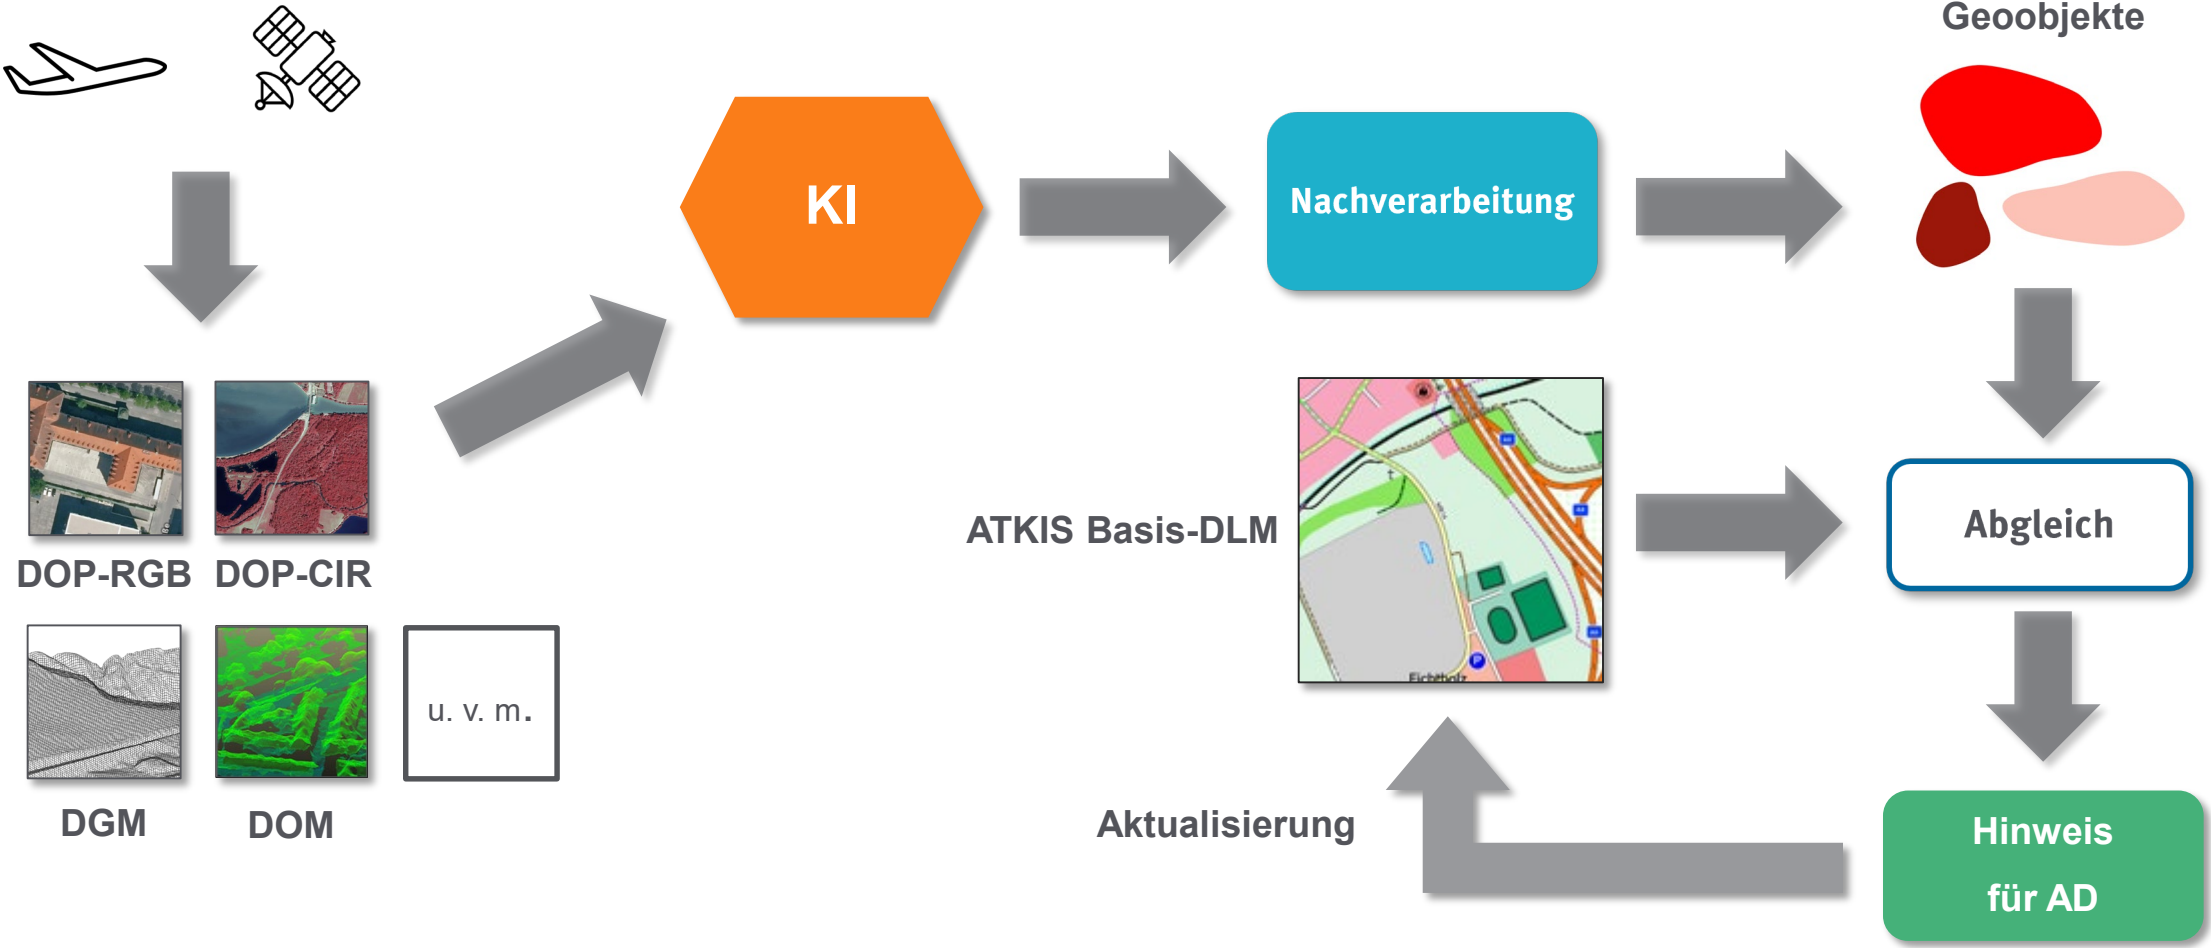 Geoobjekte
KI
Nachverarbeitung
DOP-RGB
DOP-CIR
ATKIS Basis-DLM
Abgleich
u. v. m.
P
DGM
DOM
Aktualisierung
Hinweis
für AD